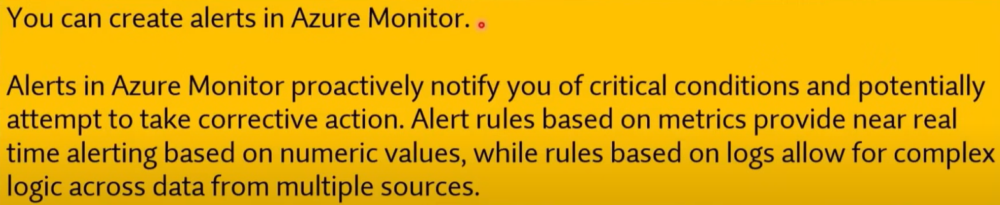 You can create alerts in Azure Monitor.
Alerts in Azure Monitor proactively notify you of critical conditions and potentially
attempt to take corrective action. Alert rules based on metrics provide near real
time alerting based on numeric values, while rules based on logs allow for complex
logic across data from multiple sources.